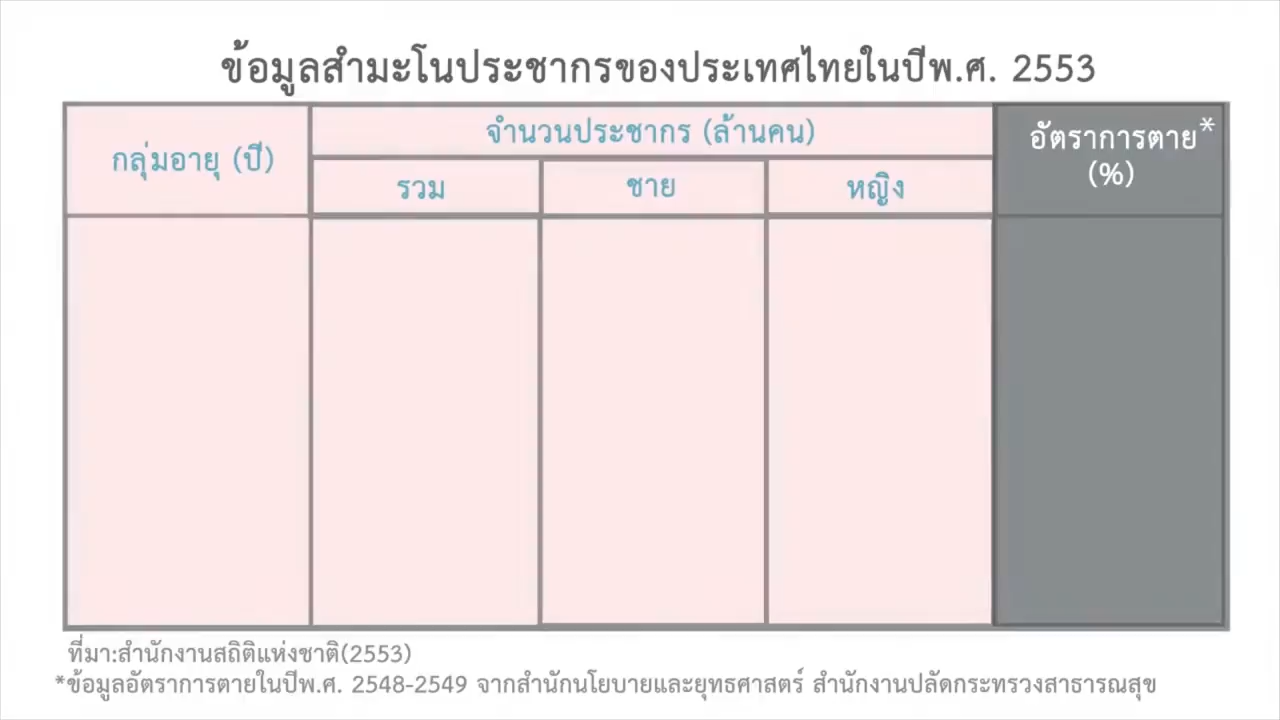 ข้อมูลสำมะโนประชากรของประเทศไทยในปีพ.ศ. 2553
กลุ่มอายุ (ปี)
จำนวนประชากร (ล้านคน)
อัตราการตาย*
(%)
รวม
ชาย
หญิง
ที่มา:สำนักงานสถิติแห่งชาติ(2553)
*ข้อมูลอัตราการตายในปีพ.ศ. 2548-2549 จากสำนักนโยบายและยุทธศาสตร์ สำนักงานปลัดกระทรวงสาธารณสุข